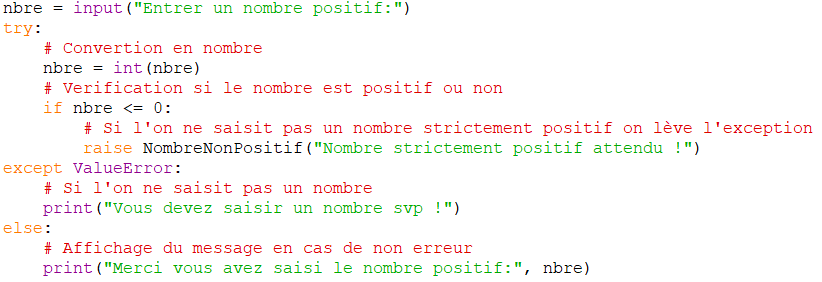 nbre = input("Entrer un nombre positif:")
try:
    # Convertion en nombre
    nbre = int(nbre)
    # Verification si le nombre est positif ou non
    if nbre <= 0:
        # Si l'on ne saisit pas un nombre strictement positif on lève l'exception
        raise NombreNonPositif("Nombre strictement positif attendu !")
except ValueError:
    # Si l'on ne saisit pas un nombre
    print("Vous devez saisir un nombre svp !")
else:
    # Affichage du message en cas de non erreur
    print("Merci vous avez saisi le nombre positif:", nbre)